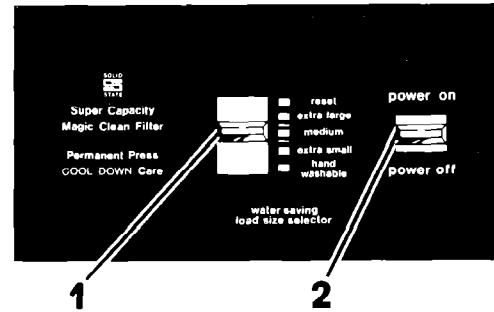 SOLID
STATE
Super Capacity
Magic Clean Filter
Permanent Press
COOL DOWN Care
reset
extra large
medium
extra small
hand
washable
water saving
load size selector
power on
power off
1
2